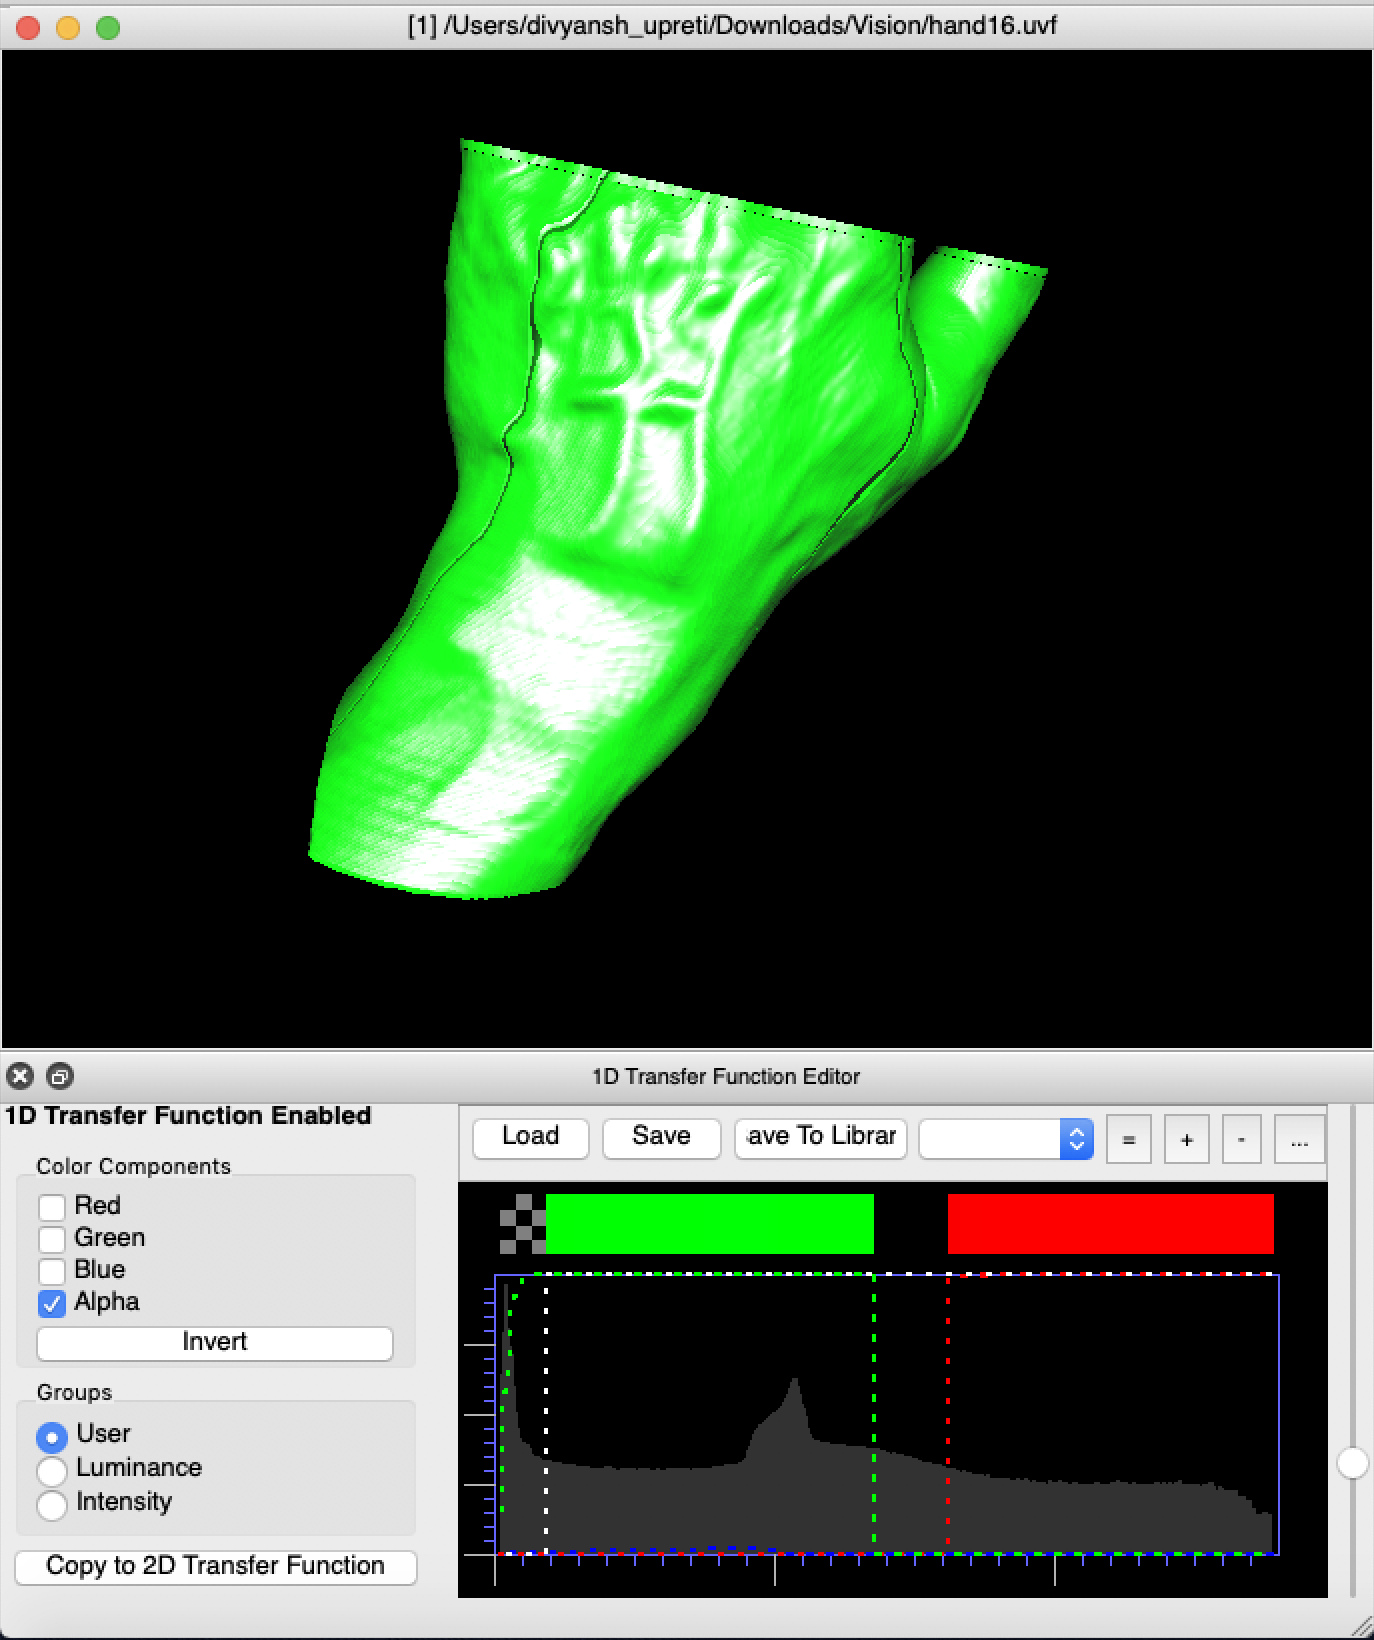 [1] /Users/divyansh_upreti/Downloads/Vision/hand16.uvf
1D Transfer Function Editor
1D Transfer Function Enabled
Load Save ave To Librar = + - ...
Color Components
Red
Green
Blue
Alpha
Invert
Groups
User
Luminance
Intensity
Copy to 2D Transfer Function